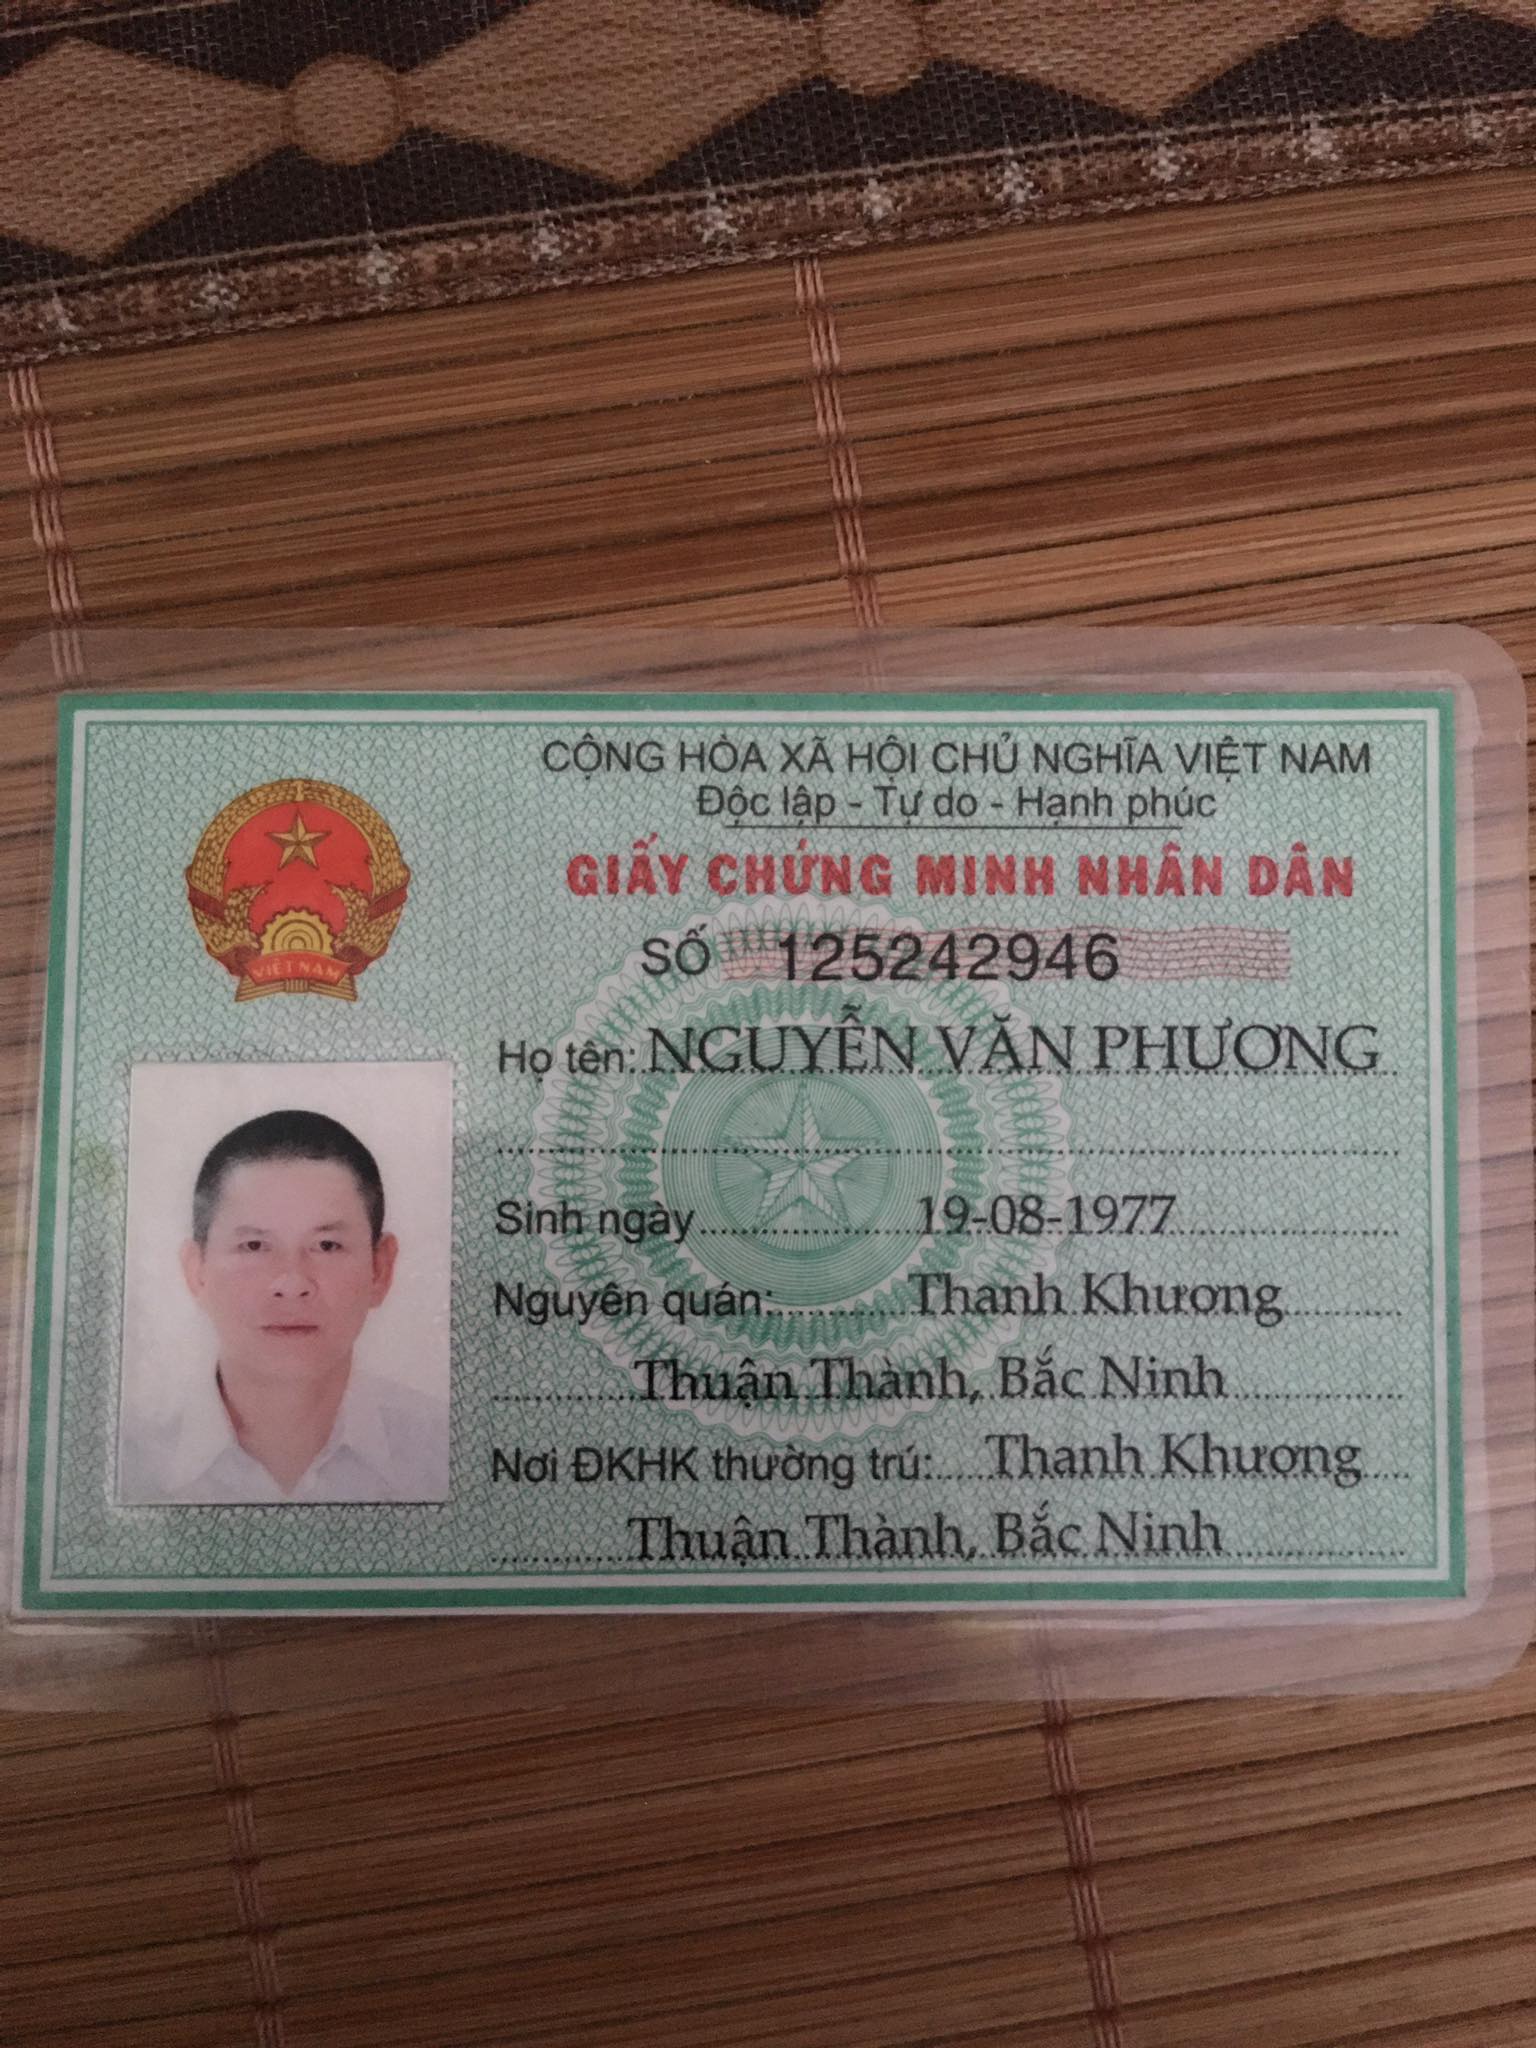 CỘNG HÒA XÃ HỘI CHỦ NGHĨA VIỆT NAM
Độc lập - Tự do - Hạnh phúc
GIẤY CHỨNG MINH NHÂN DÂN
SỐ 125242946
Họ tên: NGUYỄN VĂN PHƯƠNG
Sinh ngày 19-08-1977
Nguyên quán: Thanh Khương
Thuận Thành, Bắc Ninh
Nơi ĐKHK thường trú: Thanh Khương
Thuận Thành, Bắc Ninh
VIỆT NAM